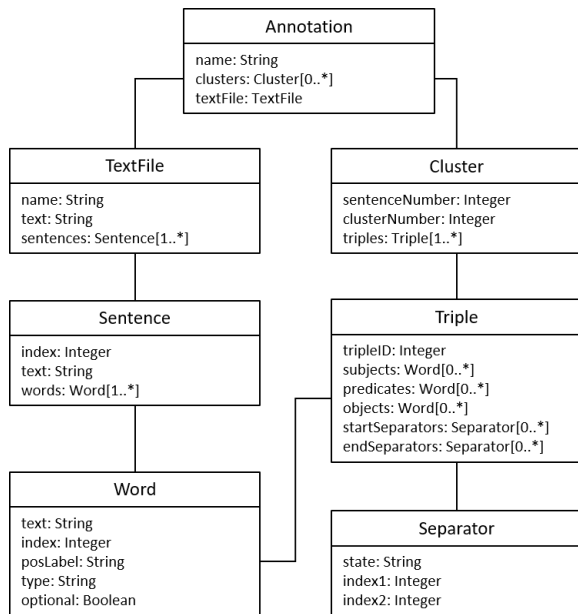 Annotation
name: String
clusters: Cluster[0..*]
textFile: TextFile
TextFile
name: String
text: String
sentences: Sentence[1..*]
Cluster
sentenceNumber: Integer
clusterNumber: Integer
triples: Triple[1..*]
Sentence
index: Integer
text: String
words: Word[1..*]
Triple
tripleID: Integer
subjects: Word[0..*]
predicates: Word[0..*]
objects: Word[0..*]
startSeparators: Separator[0..*]
endSeparators: Separator[0..*]
Word
text: String
index: Integer
posLabel: String
type: String
optional: Boolean
Separator
state: String
index1: Integer
index2: Integer